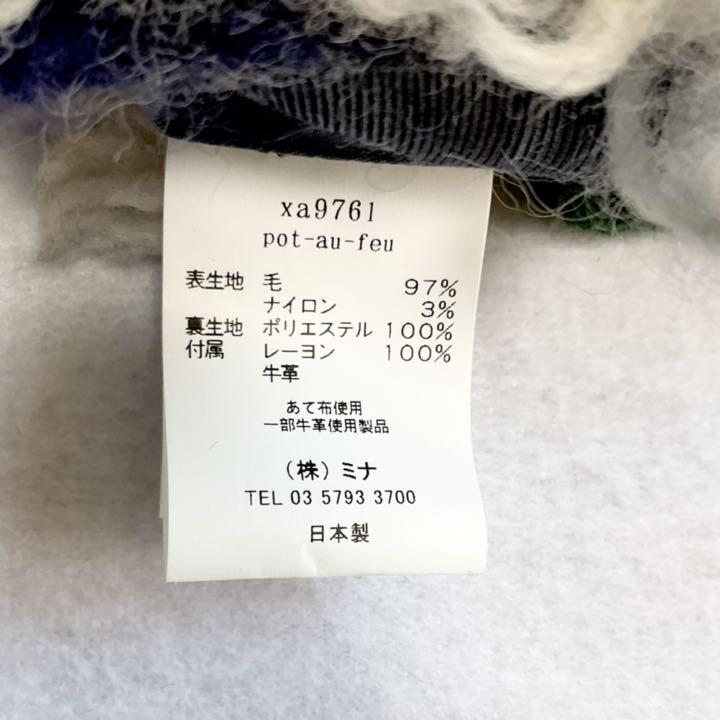 xa9761
pot-au-feu
表生地 毛 97%
ナイロン 3%
裏生地 ポリエステル 100%
付属 レーヨン 100%
牛革
あて布使用
一部牛革使用製品
（株）ミナ
TEL 03 5793 3700
日本製